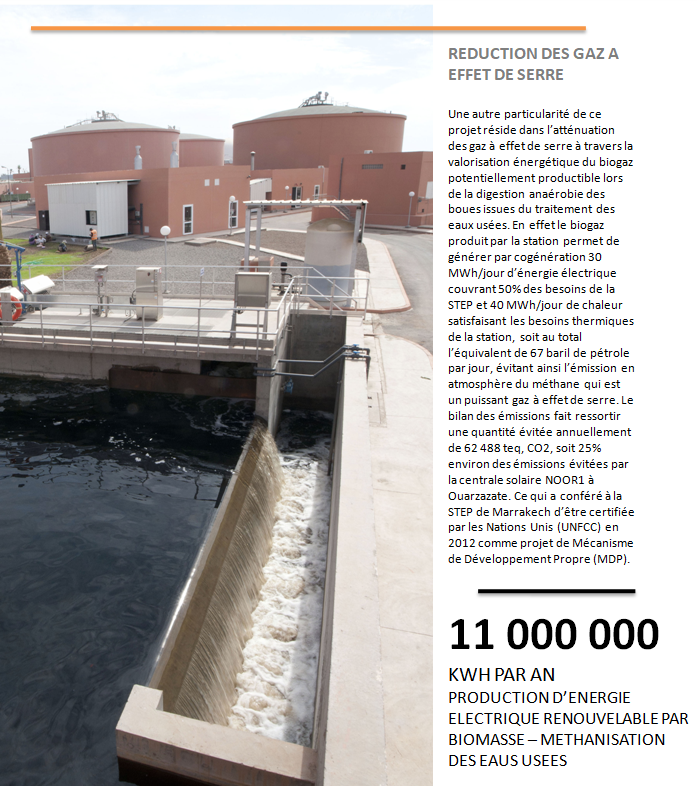 REDUCTION DES GAZ A
EFFET DE SERRE
Une autre particularité de ce
projet réside dans l'atténuation
des gaz à effet de serre à travers la
valorisation énergétique du biogaz
potentiellement productible lors
de la digestion anaérobie des
boues issues du traitement des
eaux usées. En effet le biogaz
produit par la station permet de
générer par cogénération 30
MWh/jour d'énergie électrique
couvrant 50% des besoins de la
STEP et 40 MWh/jour de chaleur
satisfaisant les besoins thermiques
de la station, soit au total
l'équivalent de 67 baril de pétrole
par jour, évitant ainsi l'émission en
atmosphère du méthane qui est
un puissant gaz à effet de serre. Le
bilan des émissions fait ressortir
une quantité évitée annuellement
de 62 488 teq, CO2, soit 25%
environ des émissions évitées par
la centrale solaire NOOR1 à
Ouarzazate. Ce qui a conféré à la
STEP de Marrakech d'être certifiée
par les Nations Unis (UNFCC) en
2012 comme projet de Mécanisme
de Développement Propre (MDP).
11 000 000
KWH PAR AN
PRODUCTION D'ENERGIE
ELECTRIQUE RENOUVELABLE PAR
BIOMASSE – METHANISATION
DES EAUS USEES